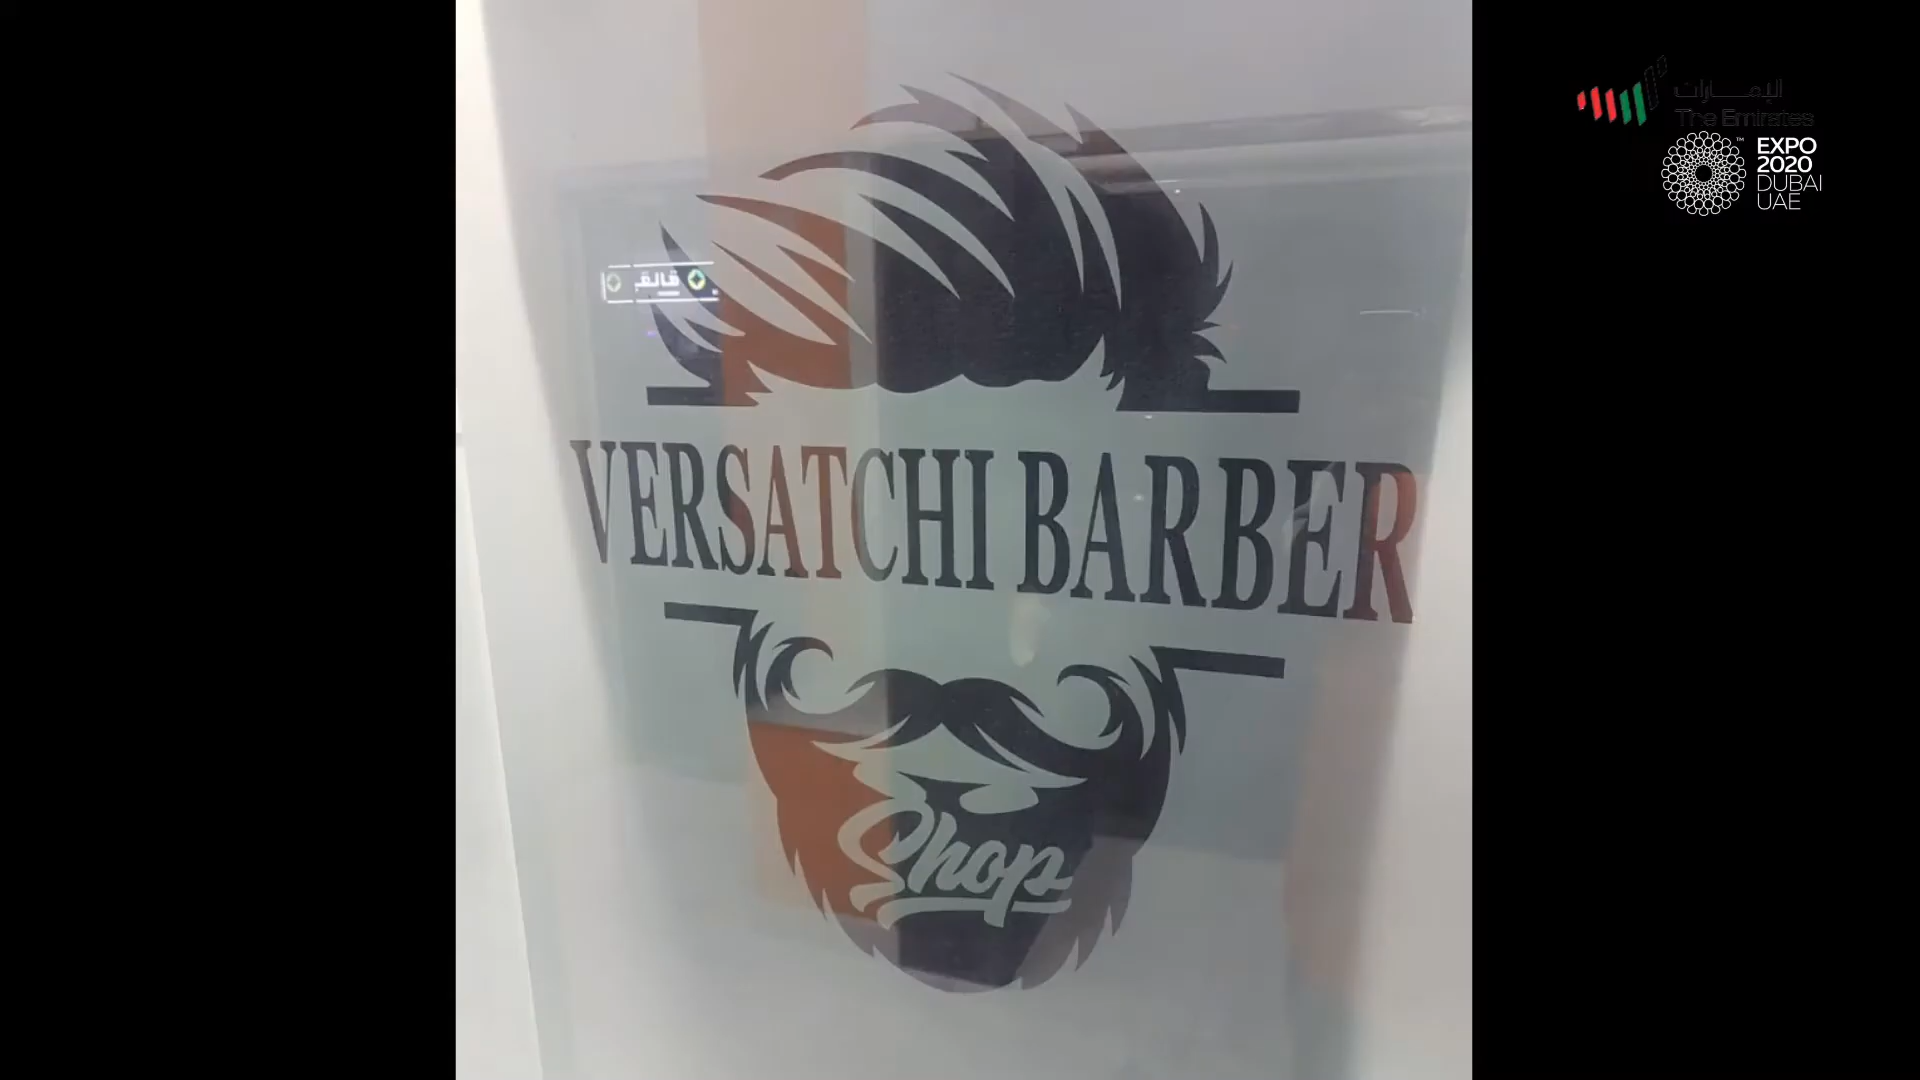 VERSATCHI BARBER
Shop
الإمارات
The Emirates
EXPO
2020
DUBAI
UAE